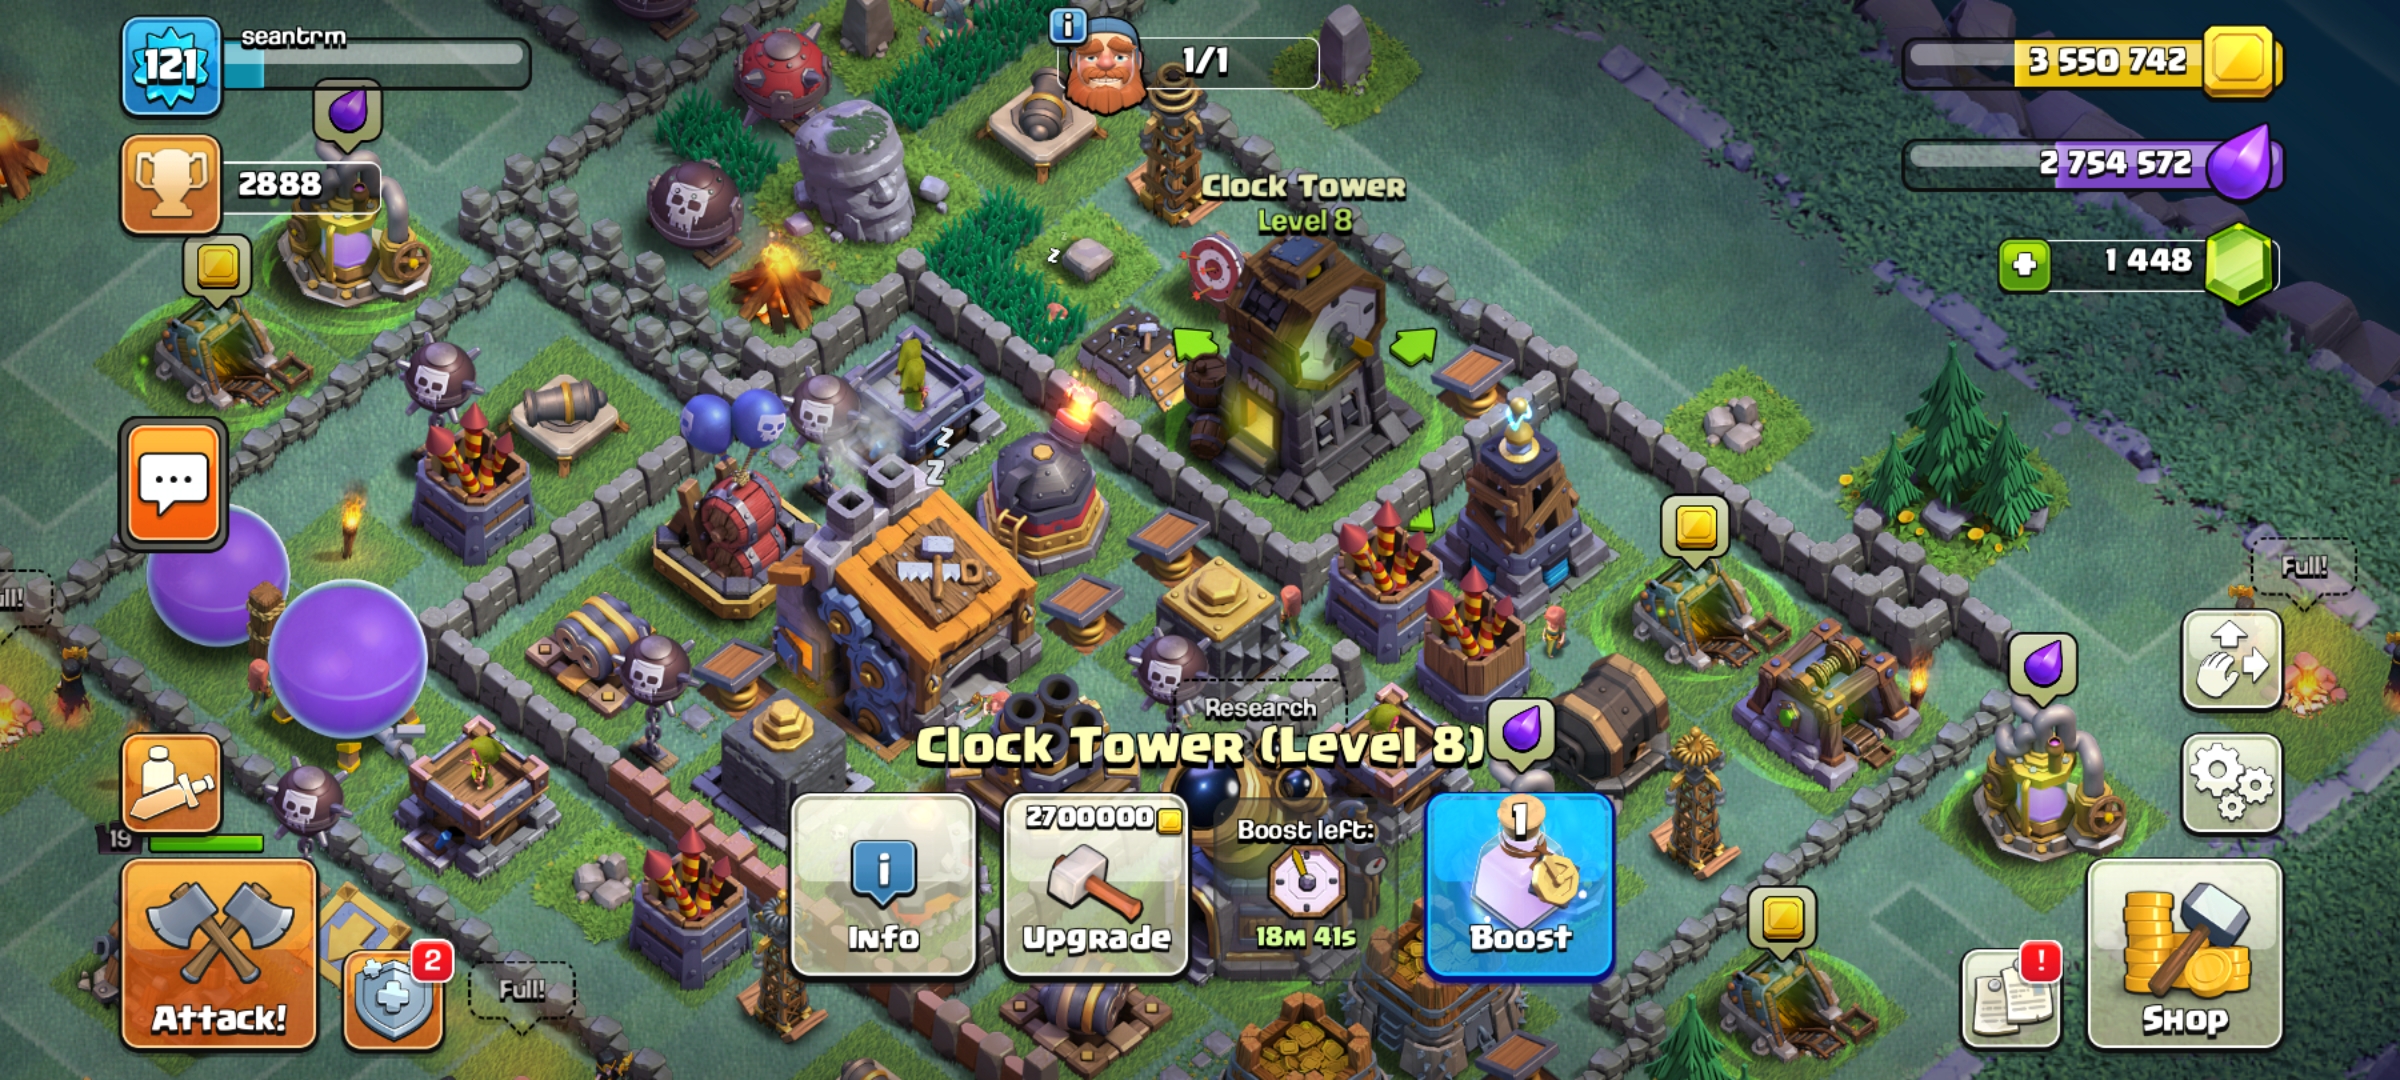 121
seantrm
1/1
3 550 742
2888
2 754 572
Clock Tower
Level 8
1 448
z
z
z
Full!
Research
Clock Tower (Level 8)
19
Info
2700000
Upgrade
Boost left:
18M 41s
1
Boost
Attack!
2
Full!
!
Shop